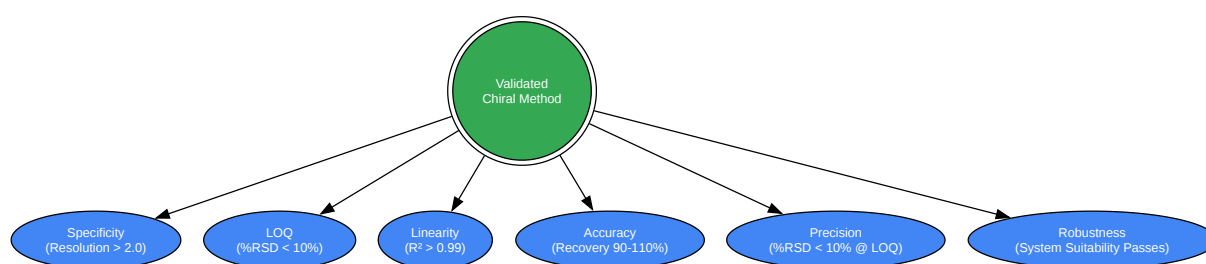 Validated
Chiral Method
Specificity
(Resolution > 2.0)
LOQ
(%RSD < 10%)
Linearity
(R² > 0.99)
Accuracy
(Recovery 90-110%)
Precision
(%RSD < 10% @ LOQ)
Robustness
(System Suitability Passes)